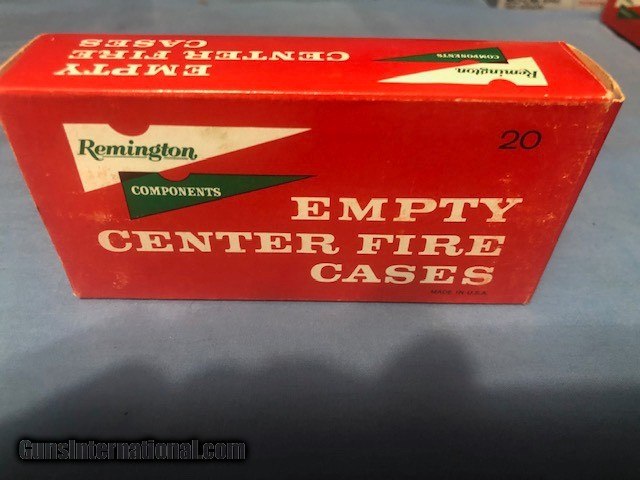 EMPTY
CENTER FIRE
CASES
COMPONENTS
Remington
Remington
COMPONENTS
20
EMPTY
CENTER FIRE
CASES
MADE IN U.S.A.
GunsInternational.com